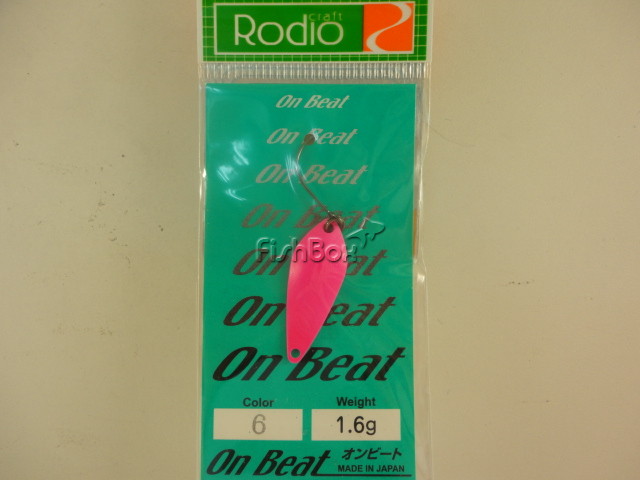 craft
Rodio
On Beat
On Beat
On Beat
On Beat
FishBox
On Beat
On Beat
On Beat
Color
Weight
6
1.6g
On Beat
オンビート
MADE IN JAPAN